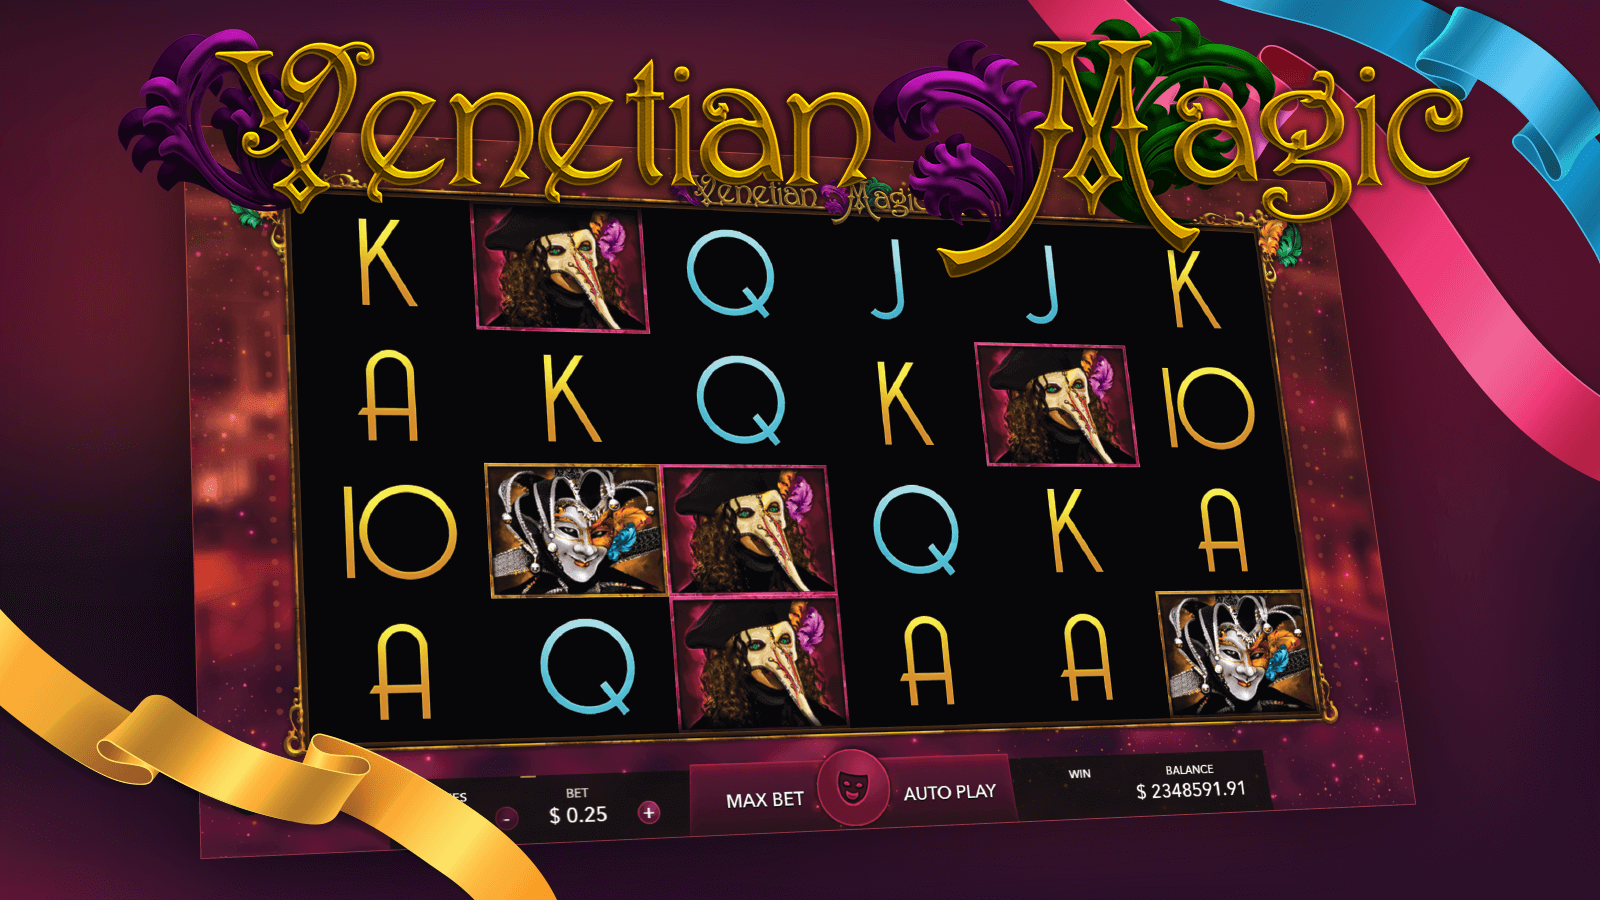 Venetian Magic
Venetian Magic
K Q J J K
A K Q K 10
10 Q K A
A Q A A
BET
$ 0.25
- +
MAX BET
AUTO PLAY
WIN
BALANCE
$ 2348591.91